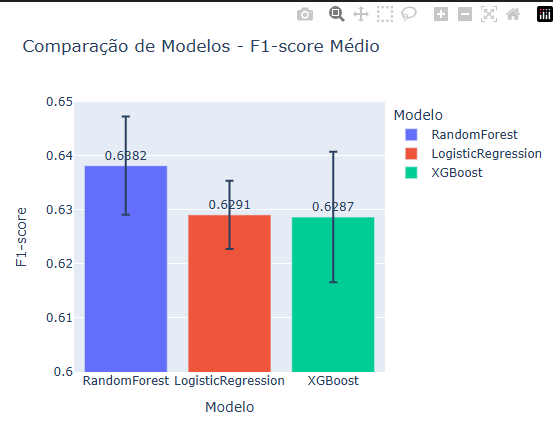 Comparação de Modelos - F1-score Médio
Modelo
RandomForest
LogisticRegression
XGBoost
F1-score
0.65
0.64
0.63
0.62
0.61
0.6
0.6382
0.6291
0.6287
RandomForest LogisticRegression XGBoost
Modelo